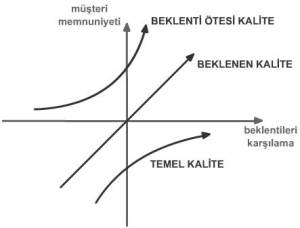 müşteri
memnuniyeti
BEKLENTİ ÖTESİ KALİTE
BEKLENEN KALİTE
beklentileri
karşılama
TEMEL KALİTE